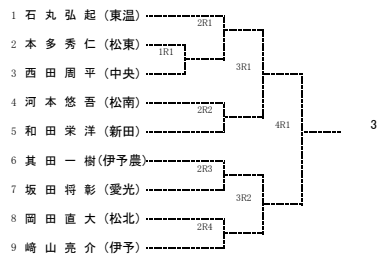 1 石 丸 弘 起 (東温)
2R1
2 本 多 秀 仁 (松東)
1R1
3 西 田 周 平 (中央)
3R1
4 河 本 悠 吾 (松南)
2R2
5 和 田 栄 洋 (新田)
4R1
3
6 其 田 一 樹(伊予農)
2R3
7 坂 田 将 彰 (愛光)
3R2
8 岡 田 直 大 (松北)
2R4
9 﨑 山 亮 介 (伊予)